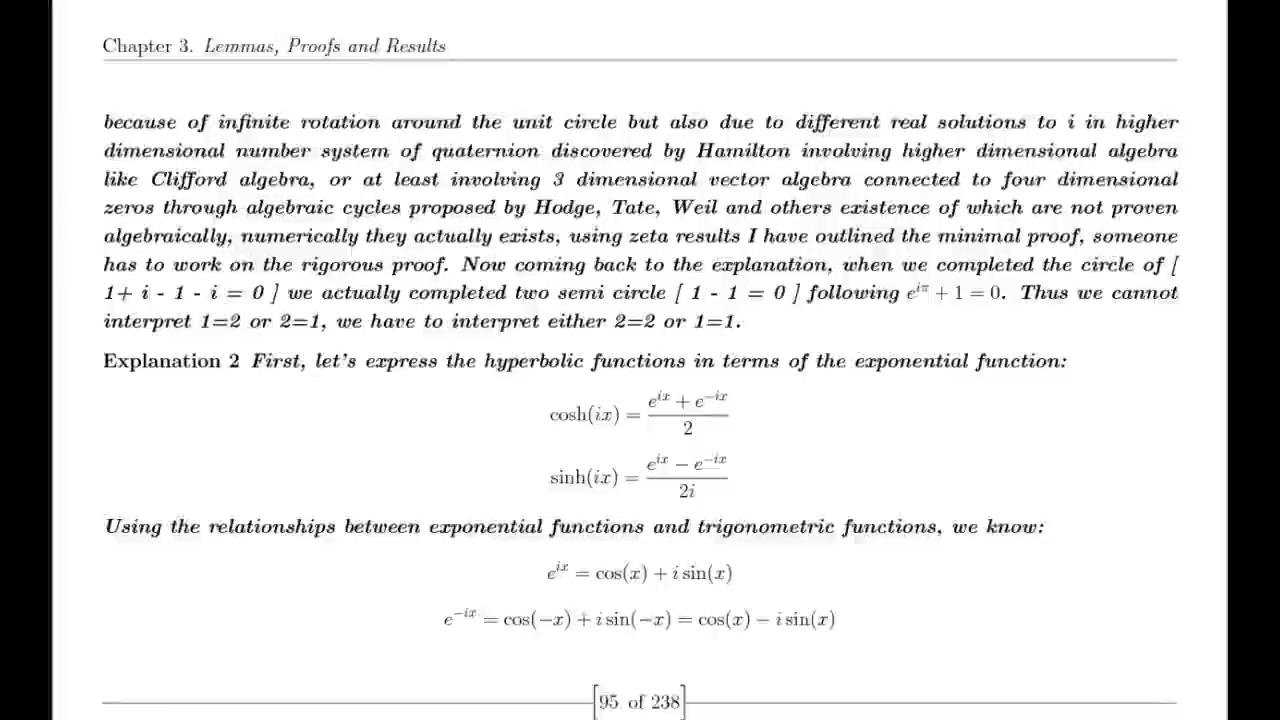 Chapter 3. Lemmas, Proofs and Results
because of infinite rotation around the unit circle but also due to different real solutions to i in higher
dimensional number system of quaternion discovered by Hamilton involving higher dimensional algebra
like Clifford algebra, or at least involving 3 dimensional vector algebra connected to four dimensional
zeros through algebraic cycles proposed by Hodge, Tate, Weil and others existence of which are not proven
algebraically, numerically they actually exists, using zeta results I have outlined the minimal proof, someone
has to work on the rigorous proof. Now coming back to the explanation, when we completed the circle of [
1+ i - 1 - i = 0 ] we actually completed two semi circle [ 1 - 1 = 0 ] following e^{iπ} + 1 = 0. Thus we cannot
interpret 1=2 or 2=1, we have to interpret either 2=2 or 1=1.
Explanation 2 First, let's express the hyperbolic functions in terms of the exponential function:
cosh(ix) = \frac{e^{ix} + e^{-ix}}{2}
sinh(ix) = \frac{e^{ix} − e^{-ix}}{2i}
Using the relationships between exponential functions and trigonometric functions, we know:
e^{ix} = cos(x) + i sin(x)
e^{-ix} = cos(−x) + i sin(−x) = cos(x) − i sin(x)
[95 of 238]